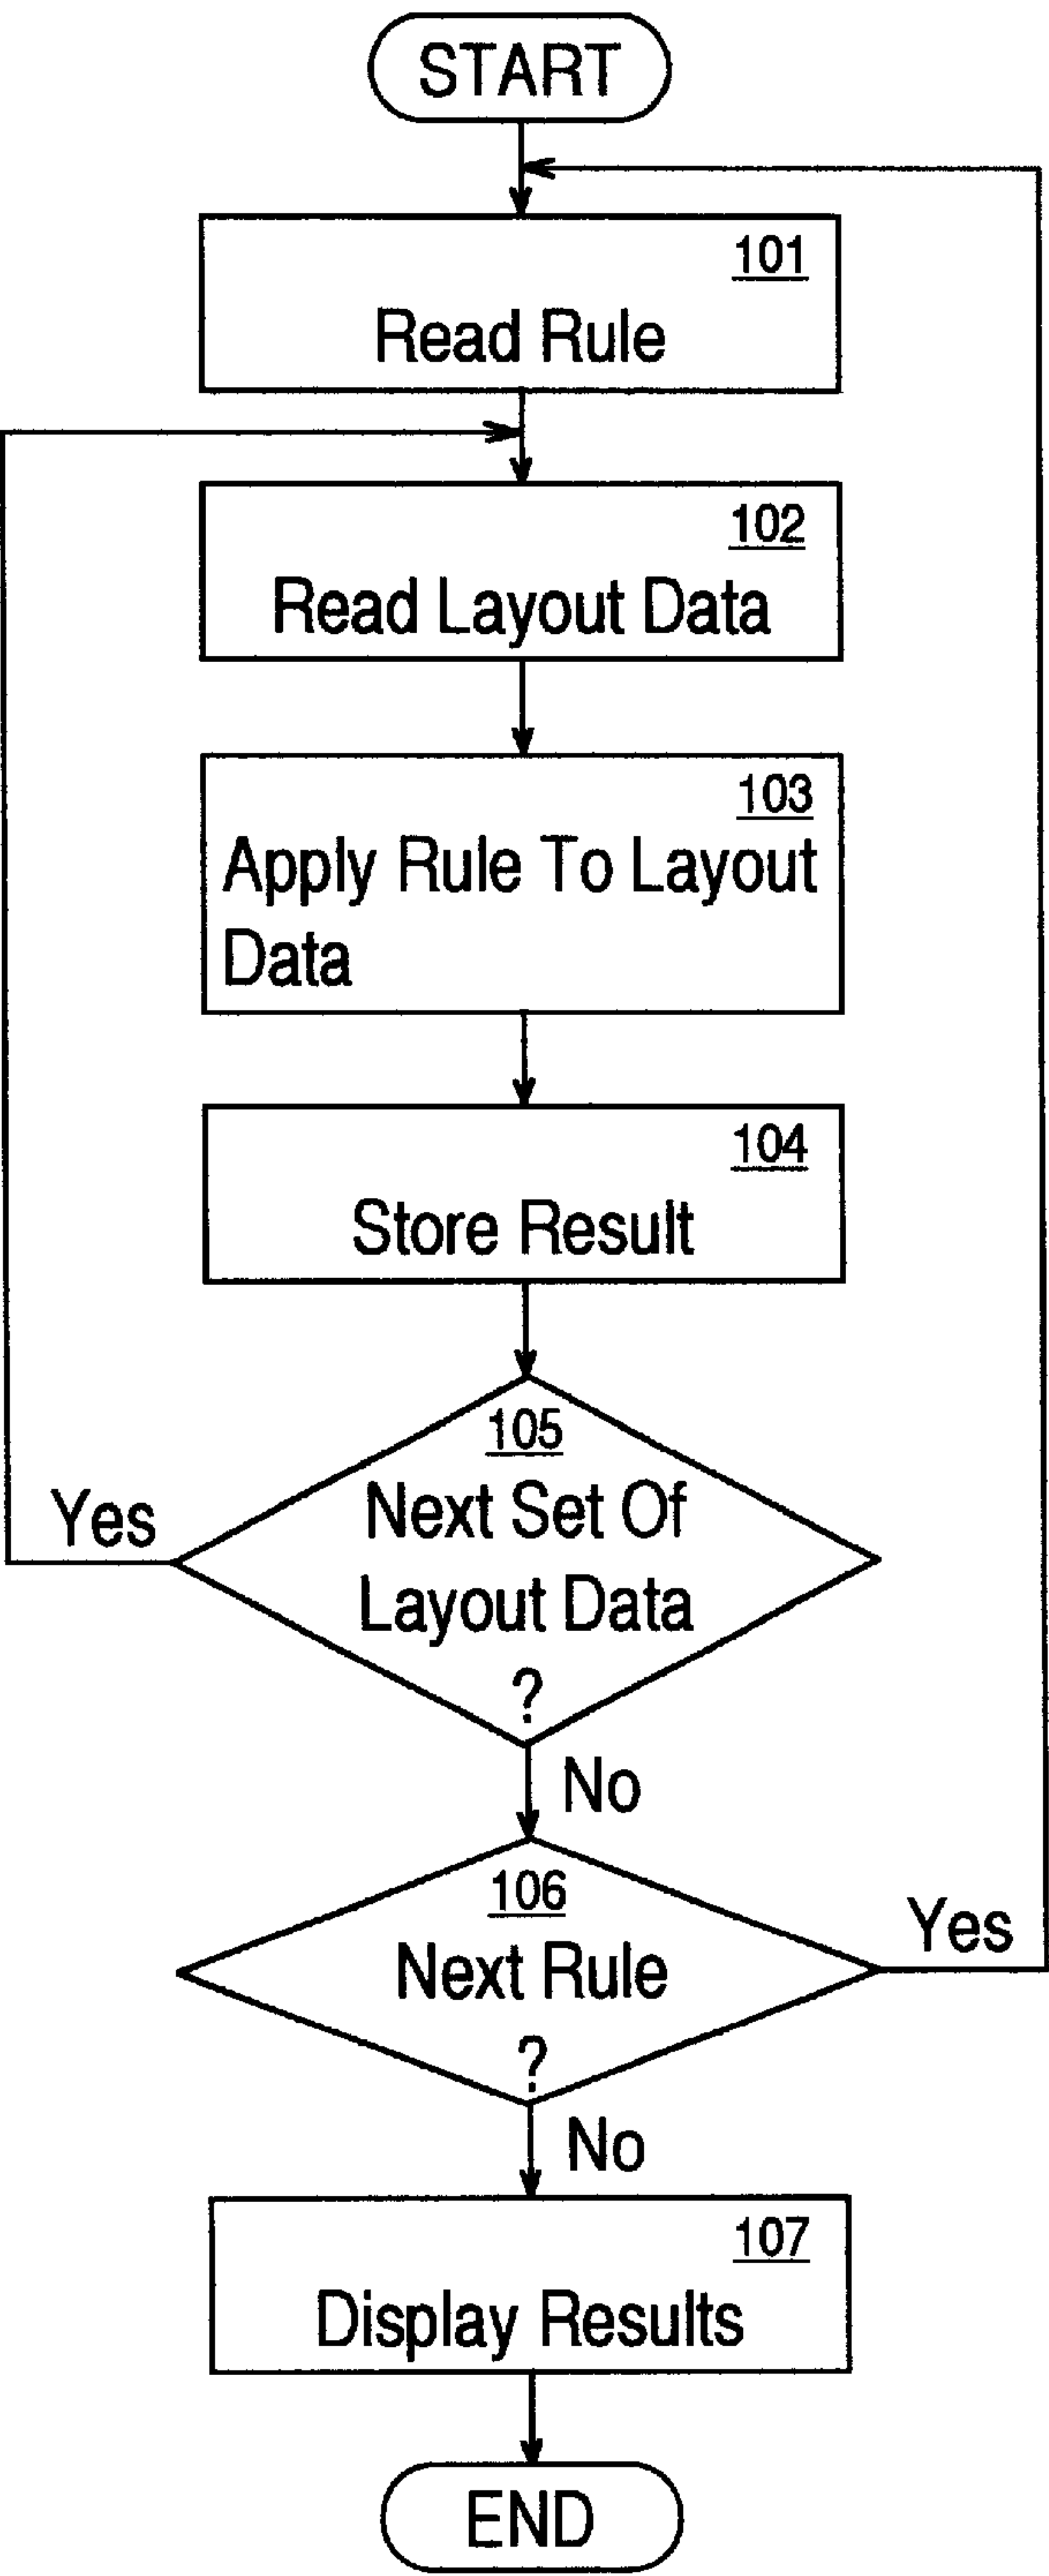 START
101
Read Rule
102
Read Layout Data
103
Apply Rule To Layout
Data
104
Store Result
105
Next Set Of
Layout Data
?
Yes
No
106
Next Rule
?
Yes
No
107
Display Results
END